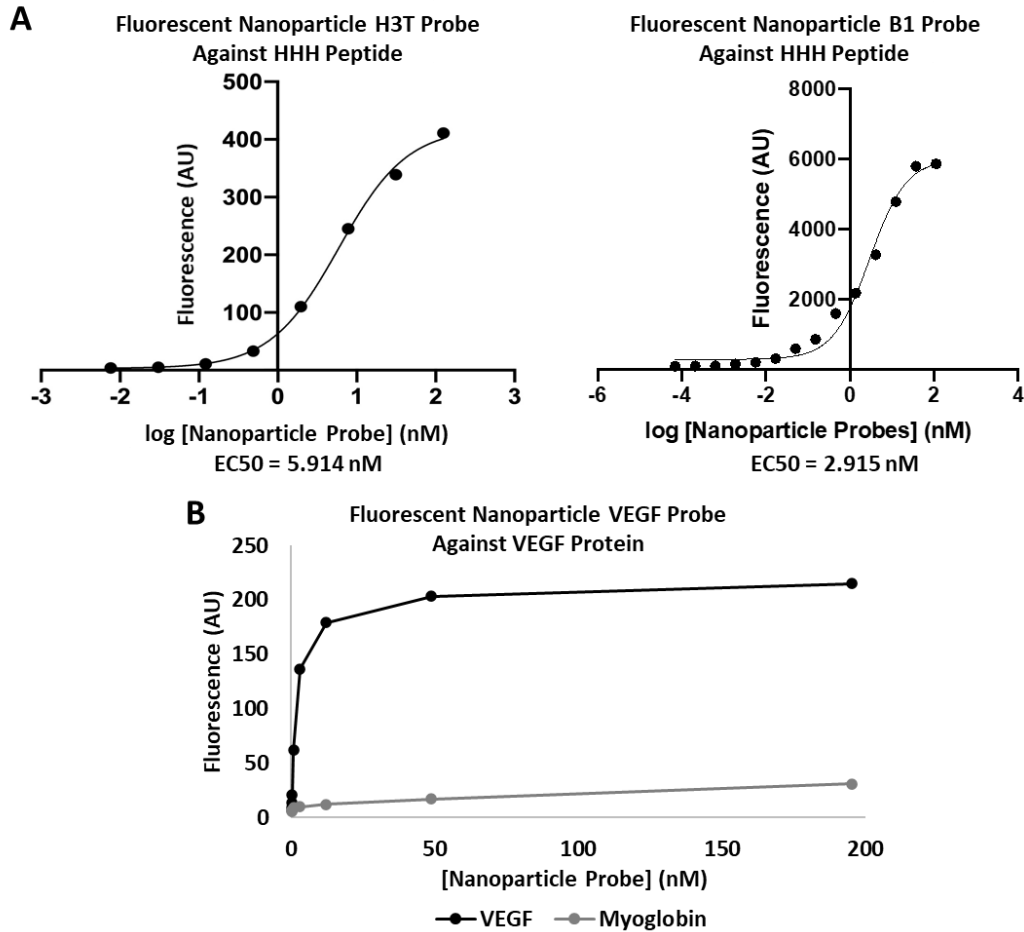 A
Fluorescent Nanoparticle H3T Probe
Against HHH Peptide
500
400
300
200
100
Fluorescence (AU)
-3 -2 -1 0 1 2 3
log [Nanoparticle Probe] (nM)
EC50 = 5.914 nM
Fluorescent Nanoparticle B1 Probe
Against HHH Peptide
8000
6000
4000
2000
Fluorescence (AU)
-6 -4 -2 0 2 4
log [Nanoparticle Probes] (nM)
EC50 = 2.915 nM
B
Fluorescent Nanoparticle VEGF Probe
Against VEGF Protein
250
200
150
100
50
0
Fluorescence (AU)
0 50 100 150 200
[Nanoparticle Probe] (nM)
VEGF Myoglobin